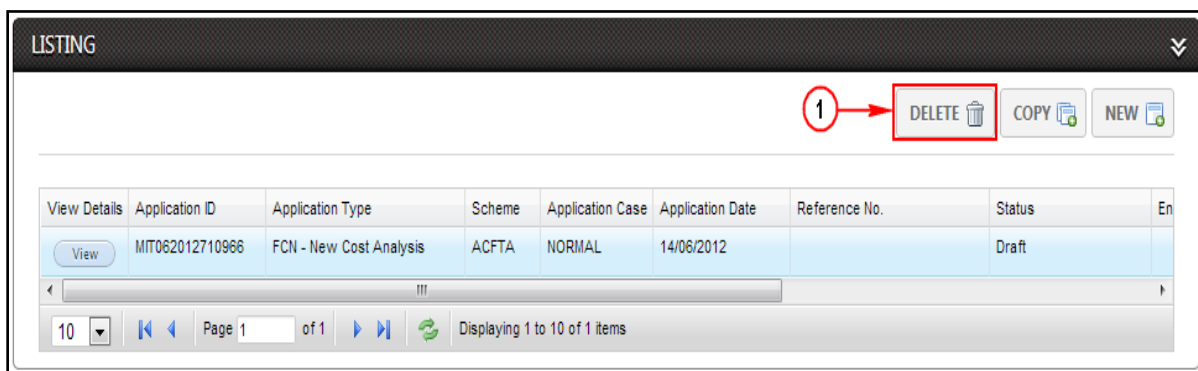 LISTING
1 DELETE COPY NEW
View Details Application ID Application Type Scheme Application Case Application Date Reference No. Status En
View MIT062012710966 FCN - New Cost Analysis ACFTA NORMAL 14/06/2012 Draft
10 Page 1 of 1 Displaying 1 to 10 of 1 items